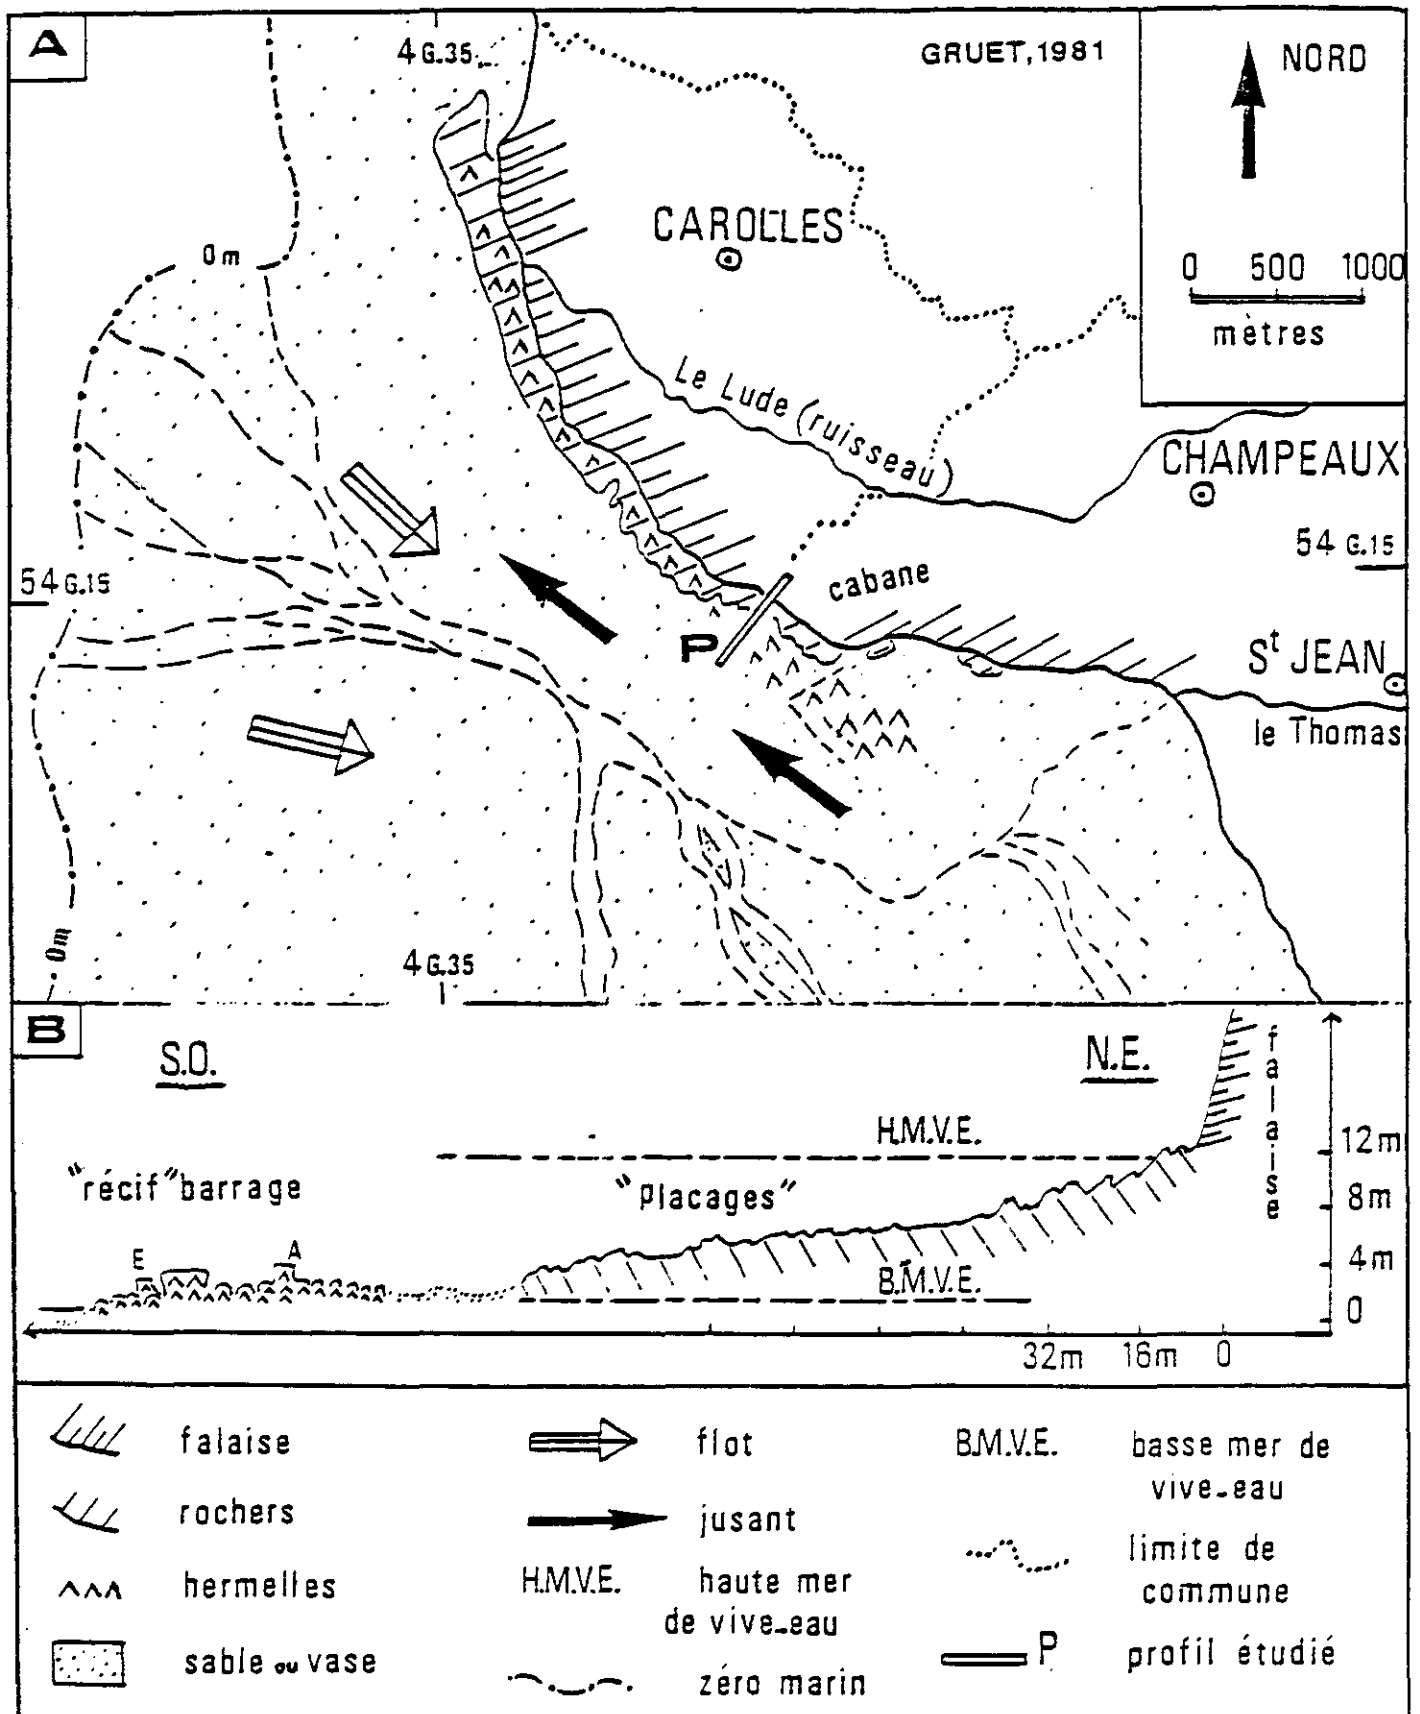 A
4 G.35
GRUET,1981
NORD
0 500 1000
mètres
CAROLLES
0m
Le Lude (ruisseau)
CHAMPEAUX
54 G.15
54 G.15
cabane
P
St JEAN
le Thomas
0m
4 G.35
B
S.O.
N.E.
falaise
H.M.V.E.
12m
"récif" barrage
"Placages"
8m
E
A
4m
B.M.V.E.
0
32m 16m 0
falaise
flot
B.M.V.E. basse mer de
vive-eau
rochers
jusant
hermelles
H.M.V.E. haute mer
de vive-eau
limite de
commune
sable ou vase
zéro marin
P profil étudié